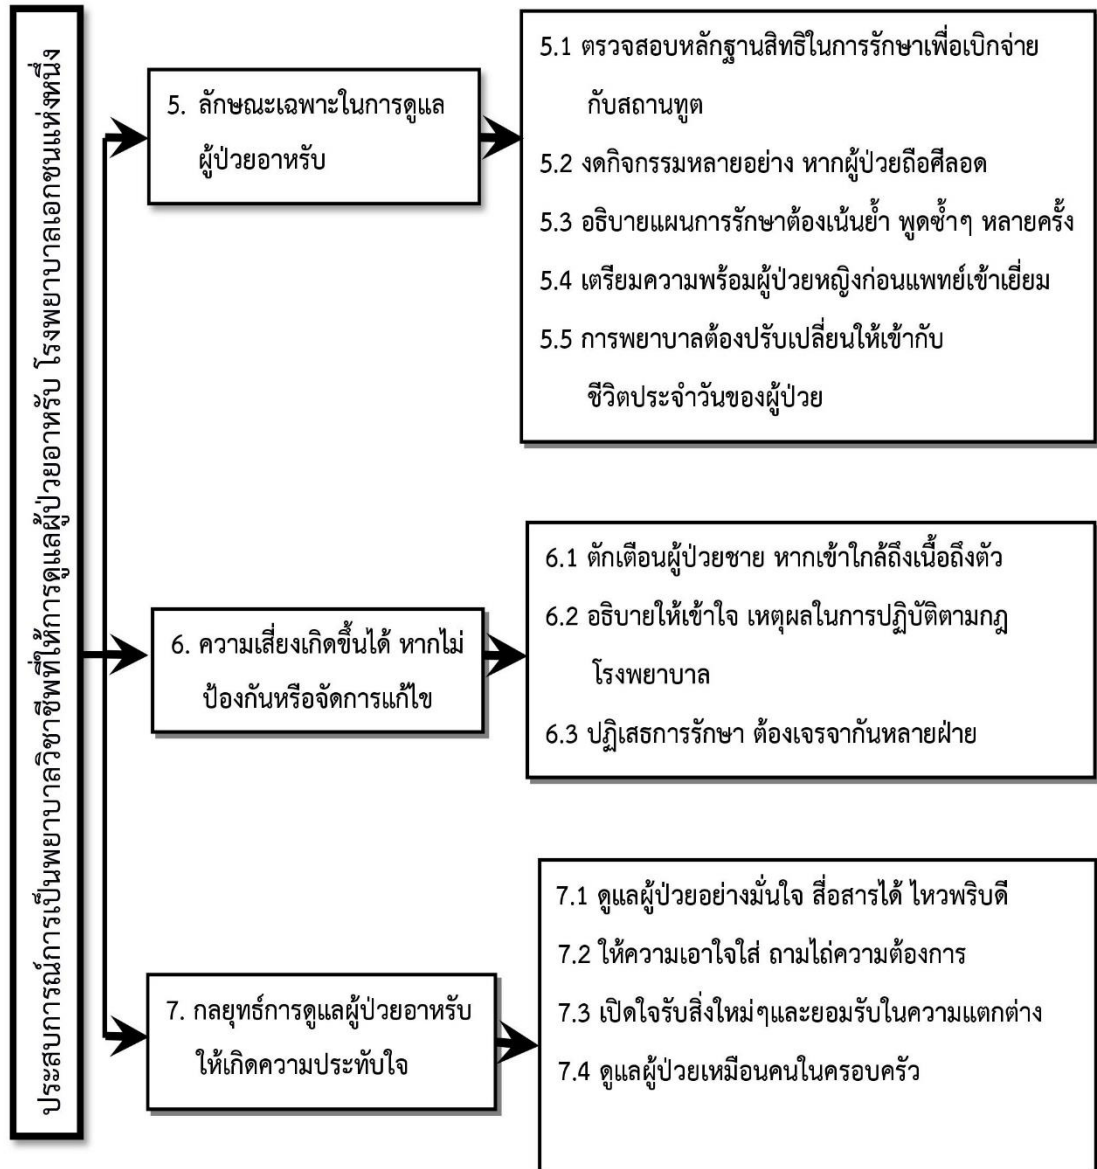 ประสบการณ์การเป็นพยาบาลวิชาชีพที่ให้การดูแลผู้ป่วยอาหรับ โรงพยาบาลเอกชนแห่งหนึ่ง
5. ลักษณะเฉพาะในการดูแล
ผู้ป่วยอาหรับ
5.1 ตรวจสอบหลักฐานสิทธิในการรักษาเพื่อเบิกจ่าย
กับสถานทูต
5.2 งดกิจกรรมหลายอย่าง หากผู้ป่วยถือศีลอด
5.3 อธิบายแผนการรักษาต้องเน้นย้ำ พูดซ้ำๆ หลายครั้ง
5.4 เตรียมความพร้อมผู้ป่วยหญิงก่อนแพทย์เข้าเยี่ยม
5.5 การพยาบาลต้องปรับเปลี่ยนให้เข้ากับ
ชีวิตประจำวันของผู้ป่วย
6. ความเสี่ยงเกิดขึ้นได้ หากไม่
ป้องกันหรือจัดการแก้ไข
6.1 ตักเตือนผู้ป่วยชาย หากเข้าใกล้ถึงเนื้อถึงตัว
6.2 อธิบายให้เข้าใจ เหตุผลในการปฏิบัติตามกฎ
โรงพยาบาล
6.3 ปฏิเสธการรักษา ต้องเจรจากันหลายฝ่าย
7. กลยุทธ์การดูแลผู้ป่วยอาหรับ
ให้เกิดความประทับใจ
7.1 ดูแลผู้ป่วยอย่างมั่นใจ สื่อสารได้ ไหวพริบดี
7.2 ให้ความเอาใจใส่ ถามไถ่ความต้องการ
7.3 เปิดใจรับสิ่งใหม่ๆและยอมรับในความแตกต่าง
7.4 ดูแลผู้ป่วยเหมือนคนในครอบครัว